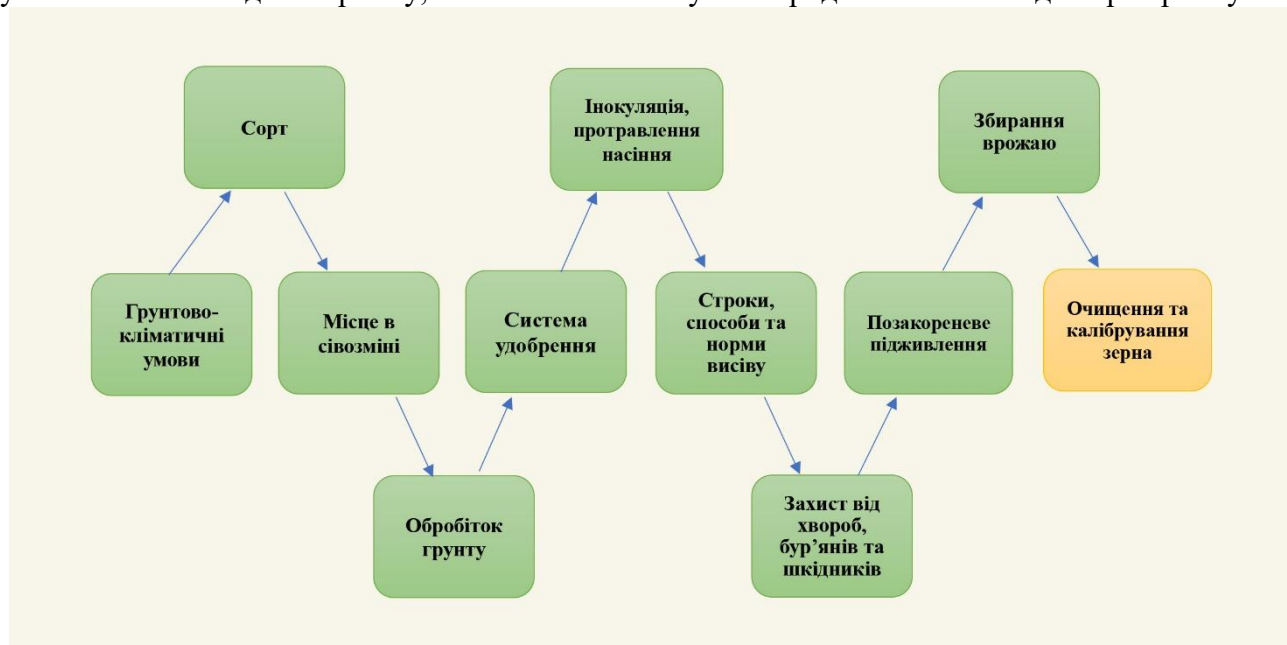 Сорт
Інокуляція,
протравлення
насіння
Збирання
врожаю
Грунтово-
кліматичні
умови
Місце в
сівозміні
Система
удобрення
Строки,
способи та
норми
висіву
Позакореневе
підживлення
Очищення та
калібрування
зерна
Обробіток
грунту
Захист від
хвороб,
бур’янів та
шкідників